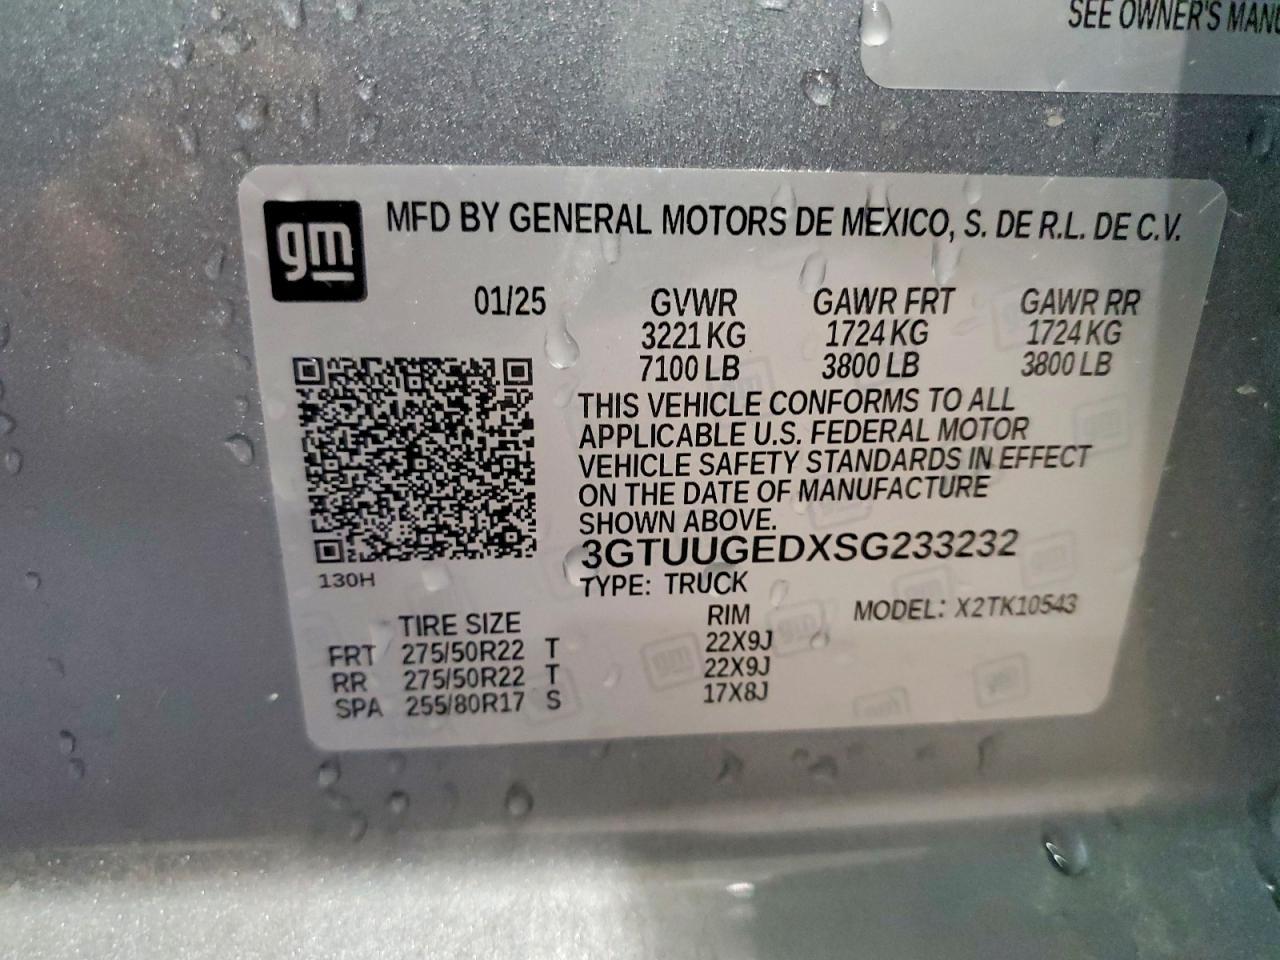 SEE OWNER'S
gm
MFD BY GENERAL MOTORS DE MEXICO, S. DE R.L. DE C.V.
01/25 GVWR GAWR FRT GAWR RR
3221 KG 1724 KG 1724 KG
7100 LB 3800 LB 3800 LB
THIS VEHICLE CONFORMS TO ALL
APPLICABLE U.S. FEDERAL MOTOR
VEHICLE SAFETY STANDARDS IN EFFECT
ON THE DATE OF MANUFACTURE
SHOWN ABOVE.
3GTUUGEDXSG233232
130H
TYPE: TRUCK
MODEL: X2TK10543
TIRE SIZE RIM
FRT 275/50R22 T 22X9J
RR 275/50R22 T 22X9J
SPA 255/80R17 S 17X8J